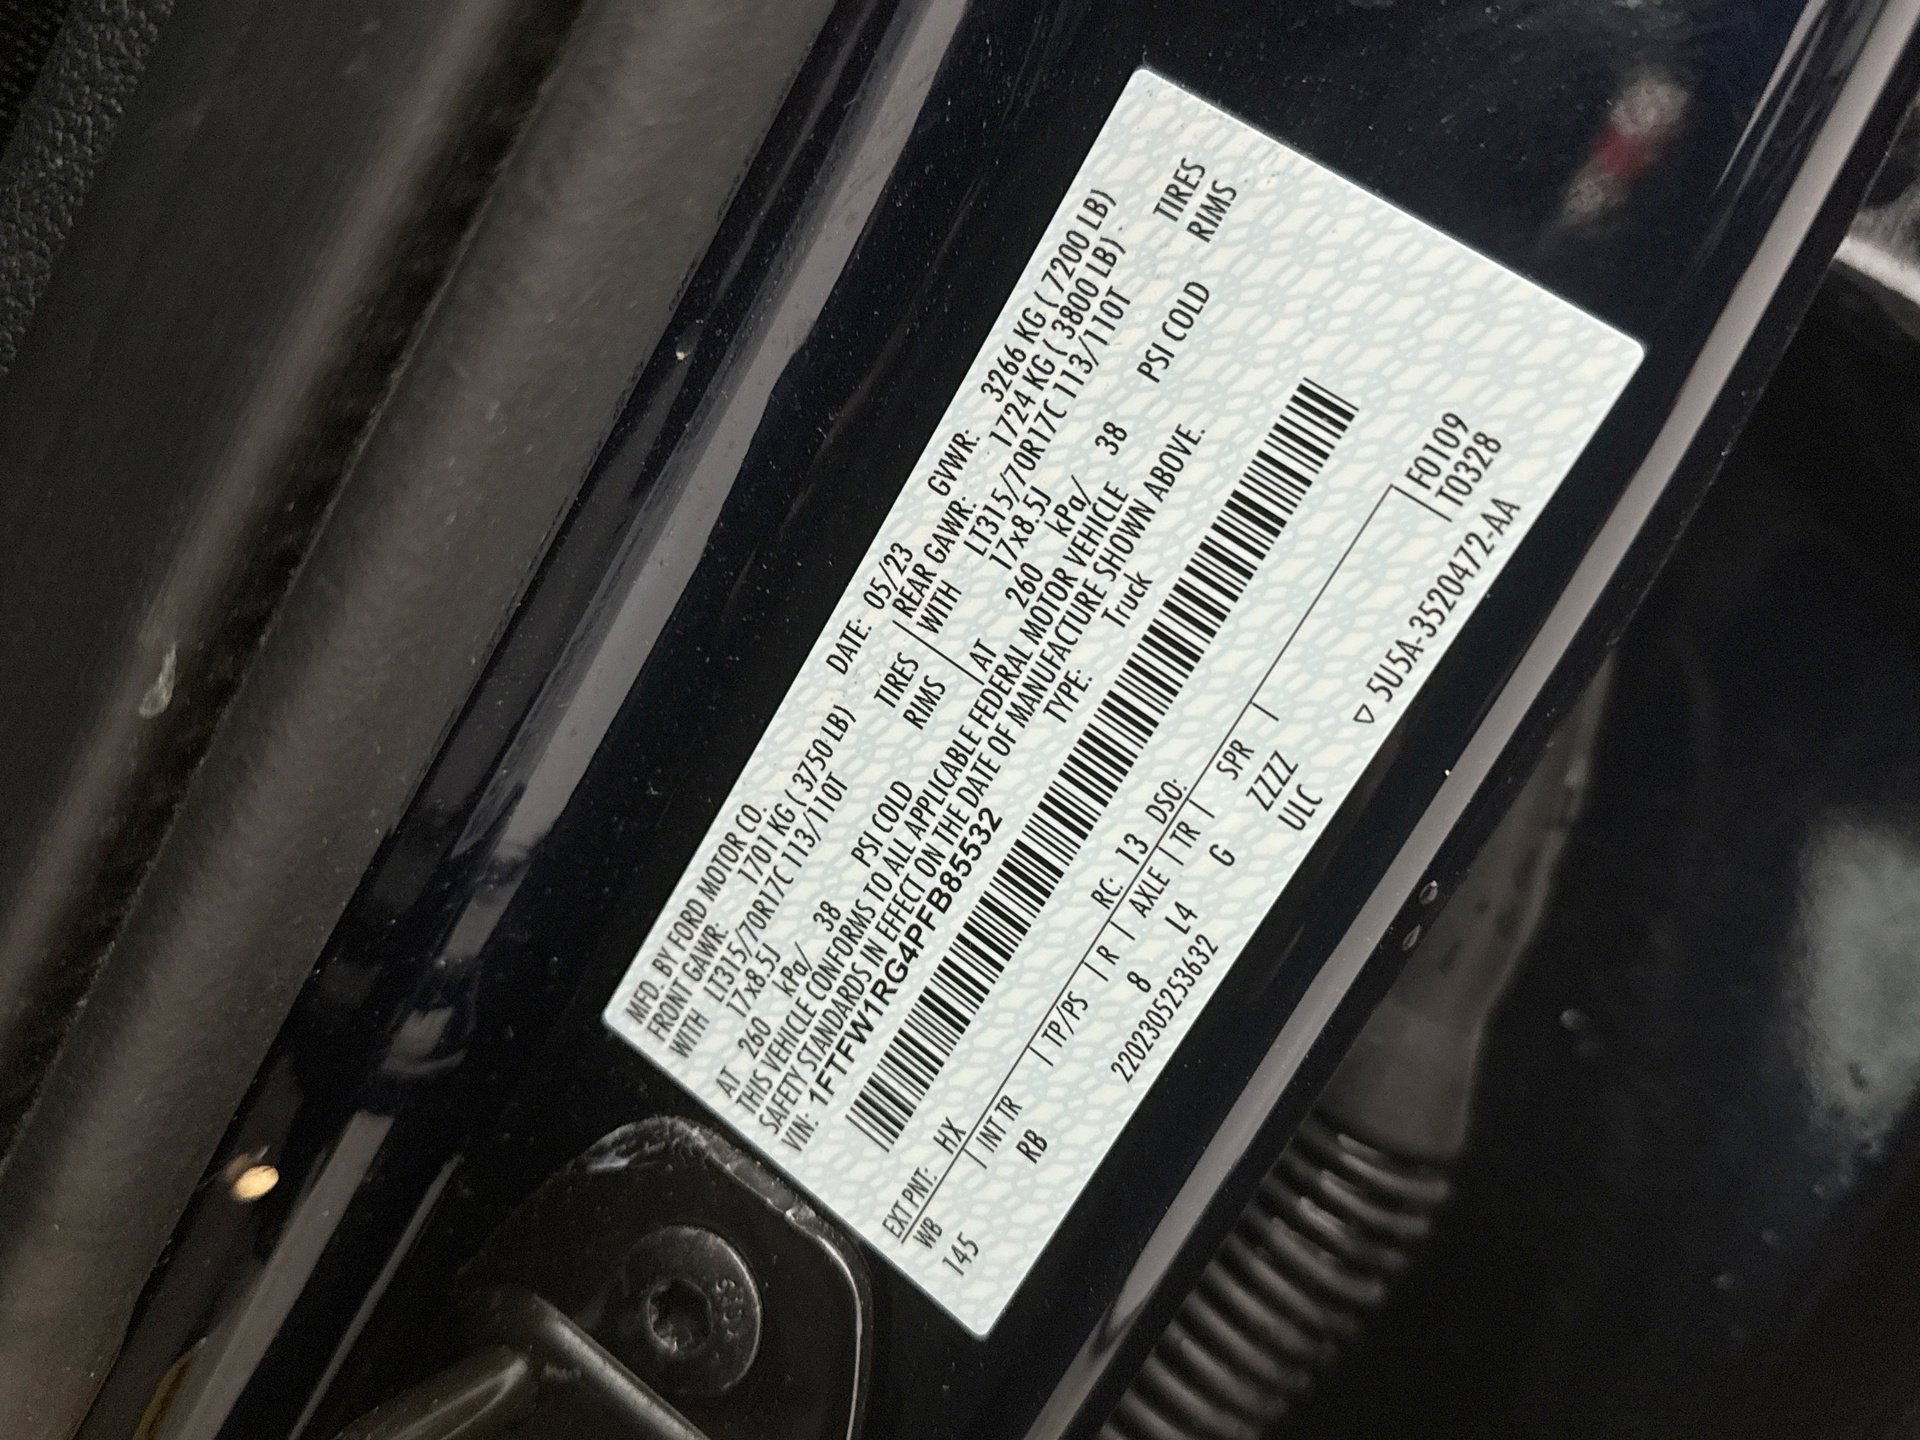 MFD. BY FORD MOTOR CO. DATE: 05/23 GVWR: 3266 KG ( 7200 LB)
FRONT GAWR: 1701 KG ( 3750 LB) REAR GAWR: 1724 KG ( 3800 LB)
WITH LT315/70R17C 113/110T TIRES WITH LT315/70R17C 113/110T TIRES
17x8.5J RIMS 17x8.5J RIMS
AT 260 kPa/ 38 PSI COLD AT 260 kPa/ 38 PSI COLD
THIS VEHICLE CONFORMS TO ALL APPLICABLE FEDERAL MOTOR VEHICLE
SAFETY STANDARDS IN EFFECT ON THE DATE OF MANUFACTURE SHOWN ABOVE.
VIN: 1FTFW1RG4PFB85532 TYPE: Truck
EXT PNT: HX RC: 13 DSO: F0109
WB | INT TR | TP/PS | R | AXLE | TR | SPR | T0328
145 RB 8 L4 G ZZZZ
ULC
2202305253632 ▽ 5U5A-3520472-AA